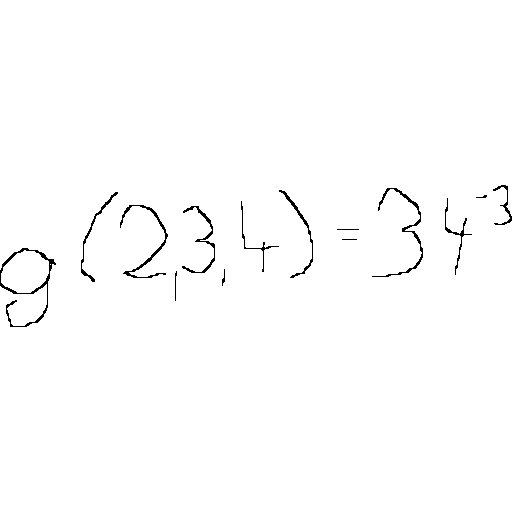 g(2,3,4) = 34⁻³